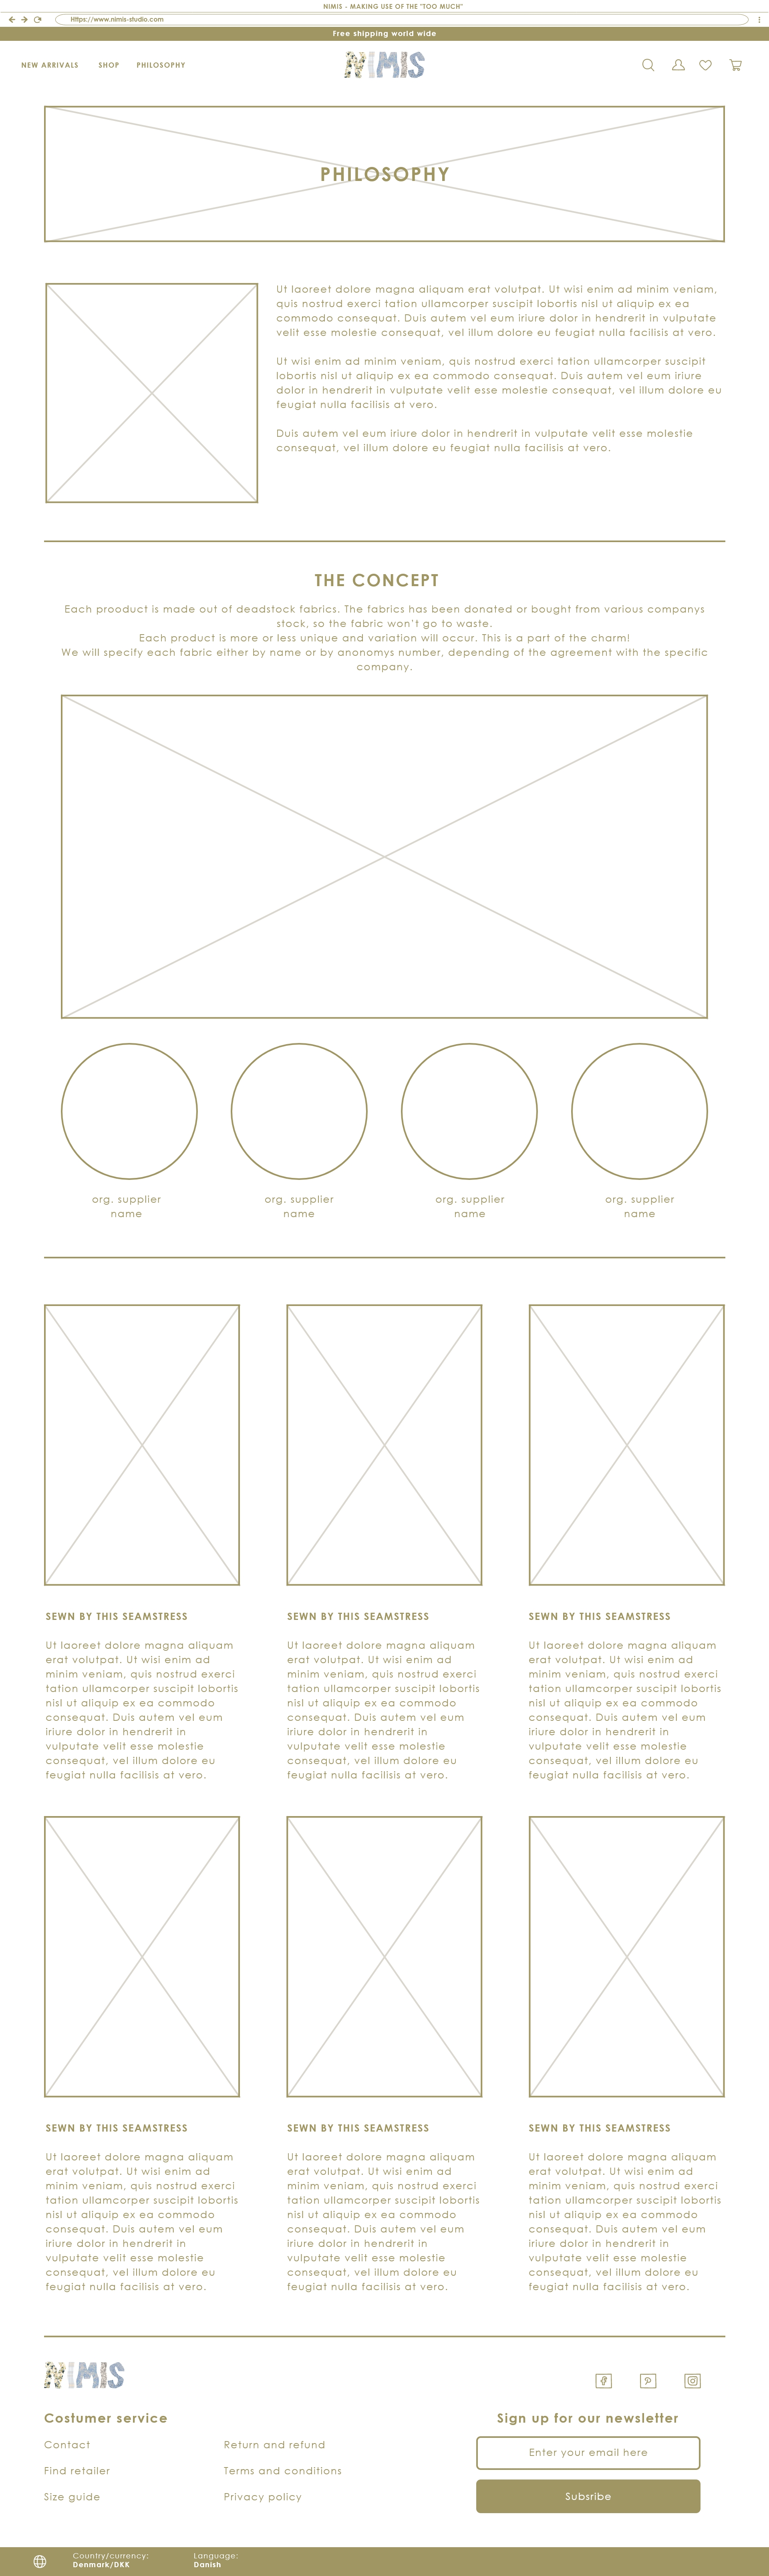 NIMIS - MAKING USE OF THE "TOO MUCH"
Https://www.nimis-studio.com
Free shipping world wide
NEW ARRIVALS SHOP PHILOSOPHY
NIMIS
PHILOSOPHY
Ut laoreet dolore magna aliquam erat volutpat. Ut wisi enim ad minim veniam,
quis nostrud exerci tation ullamcorper suscipit lobortis nisl ut aliquip ex ea
commodo consequat. Duis autem vel eum iriure dolor in hendrerit in vulputate
velit esse molestie consequat, vel illum dolore eu feugiat nulla facilisis at vero.
Ut wisi enim ad minim veniam, quis nostrud exerci tation ullamcorper suscipit
lobortis nisl ut aliquip ex ea commodo consequat. Duis autem vel eum iriure
dolor in hendrerit in vulputate velit esse molestie consequat, vel illum dolore eu
feugiat nulla facilisis at vero.
Duis autem vel eum iriure dolor in hendrerit in vulputate velit esse molestie
consequat, vel illum dolore eu feugiat nulla facilisis at vero.
THE CONCEPT
Each prooduct is made out of deadstock fabrics. The fabrics has been donated or bought from various companys
stock, so the fabric won't go to waste.
Each product is more or less unique and variation will occur. This is a part of the charm!
We will specify each fabric either by name or by anonomys number, depending of the agreement with the specific
company.
org. supplier
name
org. supplier
name
org. supplier
name
org. supplier
name
SEWN BY THIS SEAMSTRESS
Ut laoreet dolore magna aliquam
erat volutpat. Ut wisi enim ad
minim veniam, quis nostrud exerci
tation ullamcorper suscipit lobortis
nisl ut aliquip ex ea commodo
consequat. Duis autem vel eum
iriure dolor in hendrerit in
vulputate velit esse molestie
consequat, vel illum dolore eu
feugiat nulla facilisis at vero.
SEWN BY THIS SEAMSTRESS
Ut laoreet dolore magna aliquam
erat volutpat. Ut wisi enim ad
minim veniam, quis nostrud exerci
tation ullamcorper suscipit lobortis
nisl ut aliquip ex ea commodo
consequat. Duis autem vel eum
iriure dolor in hendrerit in
vulputate velit esse molestie
consequat, vel illum dolore eu
feugiat nulla facilisis at vero.
SEWN BY THIS SEAMSTRESS
Ut laoreet dolore magna aliquam
erat volutpat. Ut wisi enim ad
minim veniam, quis nostrud exerci
tation ullamcorper suscipit lobortis
nisl ut aliquip ex ea commodo
consequat. Duis autem vel eum
iriure dolor in hendrerit in
vulputate velit esse molestie
consequat, vel illum dolore eu
feugiat nulla facilisis at vero.
SEWN BY THIS SEAMSTRESS
Ut laoreet dolore magna aliquam
erat volutpat. Ut wisi enim ad
minim veniam, quis nostrud exerci
tation ullamcorper suscipit lobortis
nisl ut aliquip ex ea commodo
consequat. Duis autem vel eum
iriure dolor in hendrerit in
vulputate velit esse molestie
consequat, vel illum dolore eu
feugiat nulla facilisis at vero.
SEWN BY THIS SEAMSTRESS
Ut laoreet dolore magna aliquam
erat volutpat. Ut wisi enim ad
minim veniam, quis nostrud exerci
tation ullamcorper suscipit lobortis
nisl ut aliquip ex ea commodo
consequat. Duis autem vel eum
iriure dolor in hendrerit in
vulputate velit esse molestie
consequat, vel illum dolore eu
feugiat nulla facilisis at vero.
SEWN BY THIS SEAMSTRESS
Ut laoreet dolore magna aliquam
erat volutpat. Ut wisi enim ad
minim veniam, quis nostrud exerci
tation ullamcorper suscipit lobortis
nisl ut aliquip ex ea commodo
consequat. Duis autem vel eum
iriure dolor in hendrerit in
vulputate velit esse molestie
consequat, vel illum dolore eu
feugiat nulla facilisis at vero.
NIMIS
Costumer service
Contact
Find retailer
Size guide
Return and refund
Terms and conditions
Privacy policy
Sign up for our newsletter
Enter your email here
Subsribe
Country/currency:
Denmark/DKK
Language:
Danish